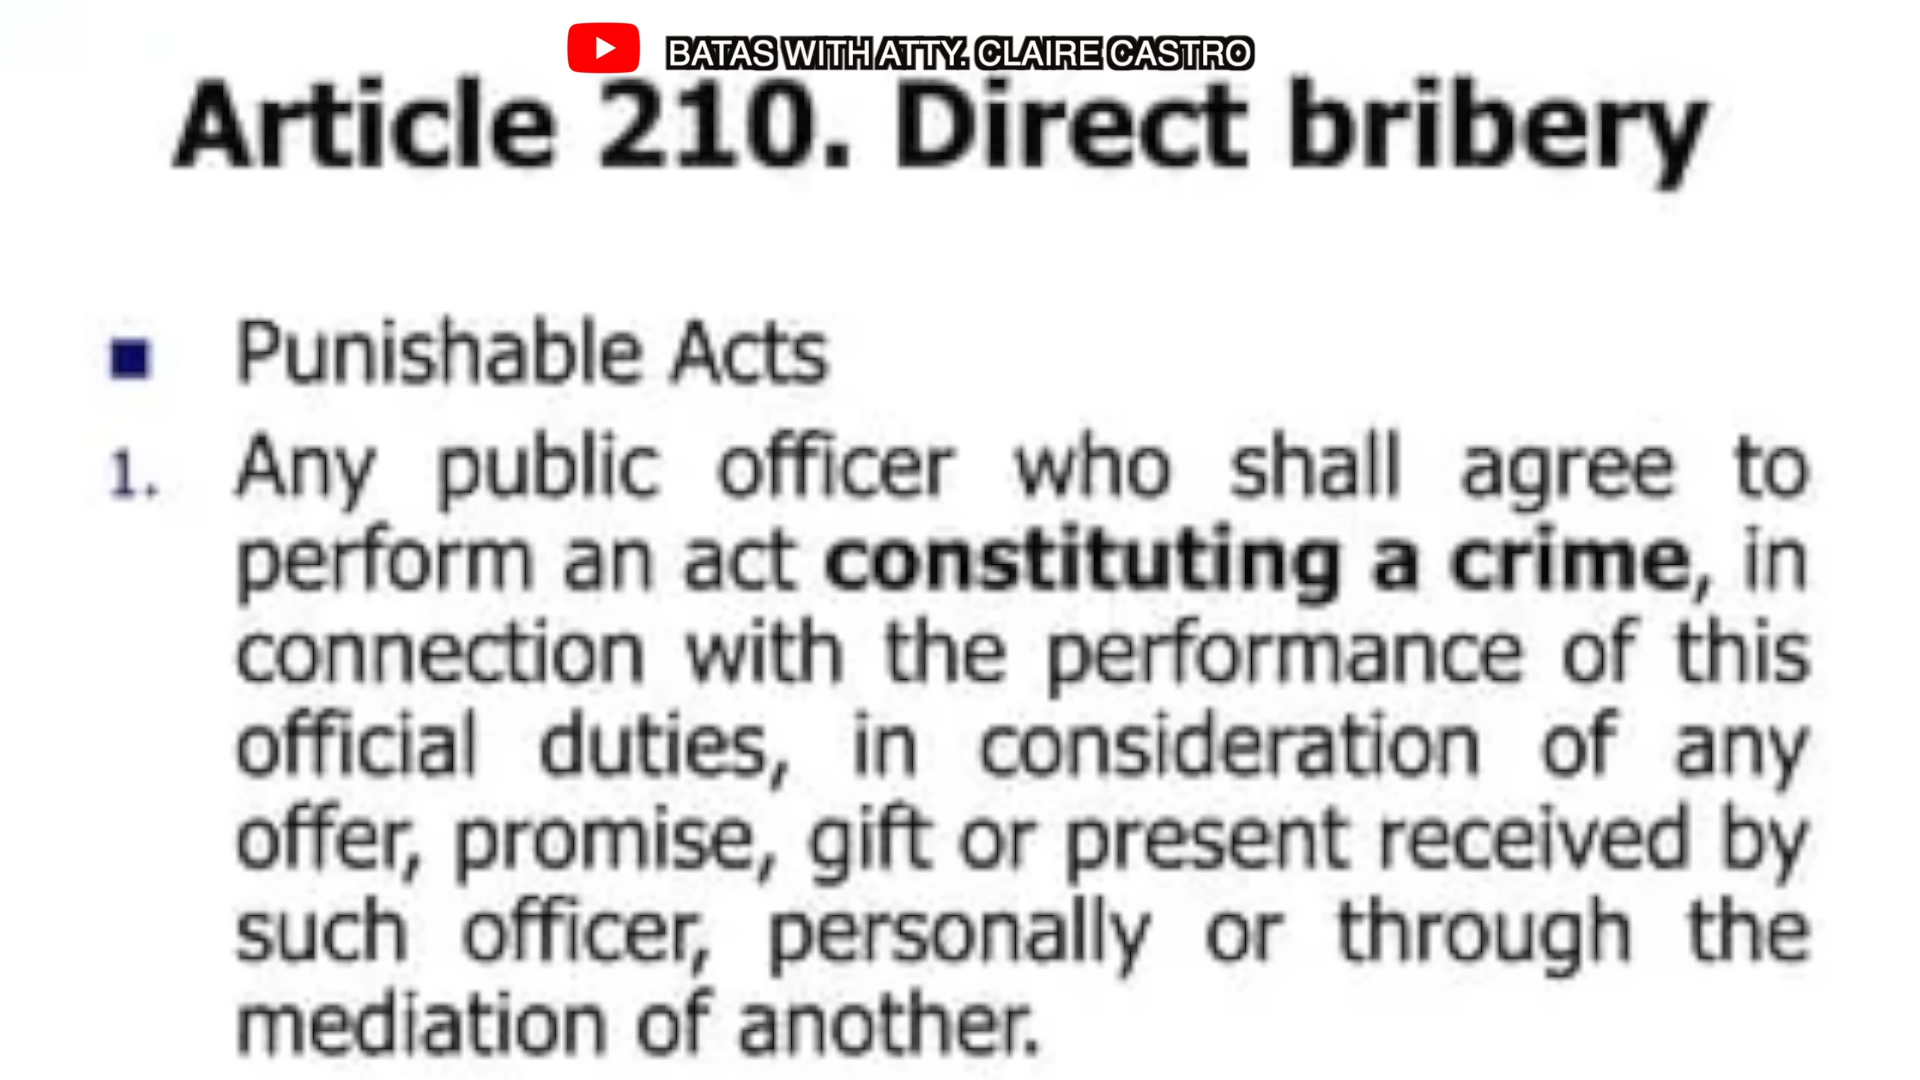 BATAS WITH ATTY. CLAIRE CASTRO
Article 210. Direct bribery
Punishable Acts
1. Any public officer who shall agree to
perform an act constituting a crime, in
connection with the performance of this
official duties, in consideration of any
offer, promise, gift or present received by
such officer, personally or through the
mediation of another.